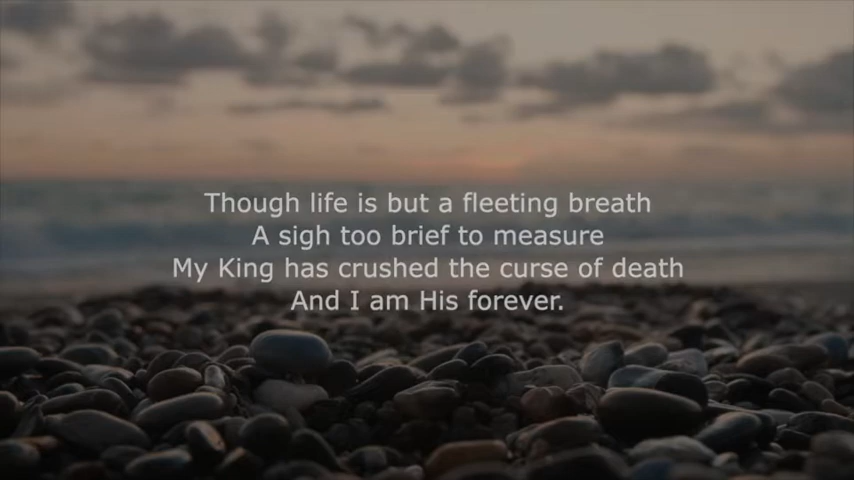 Though life is but a fleeting breath
A sigh too brief to measure
My King has crushed the curse of death
And I am His forever.